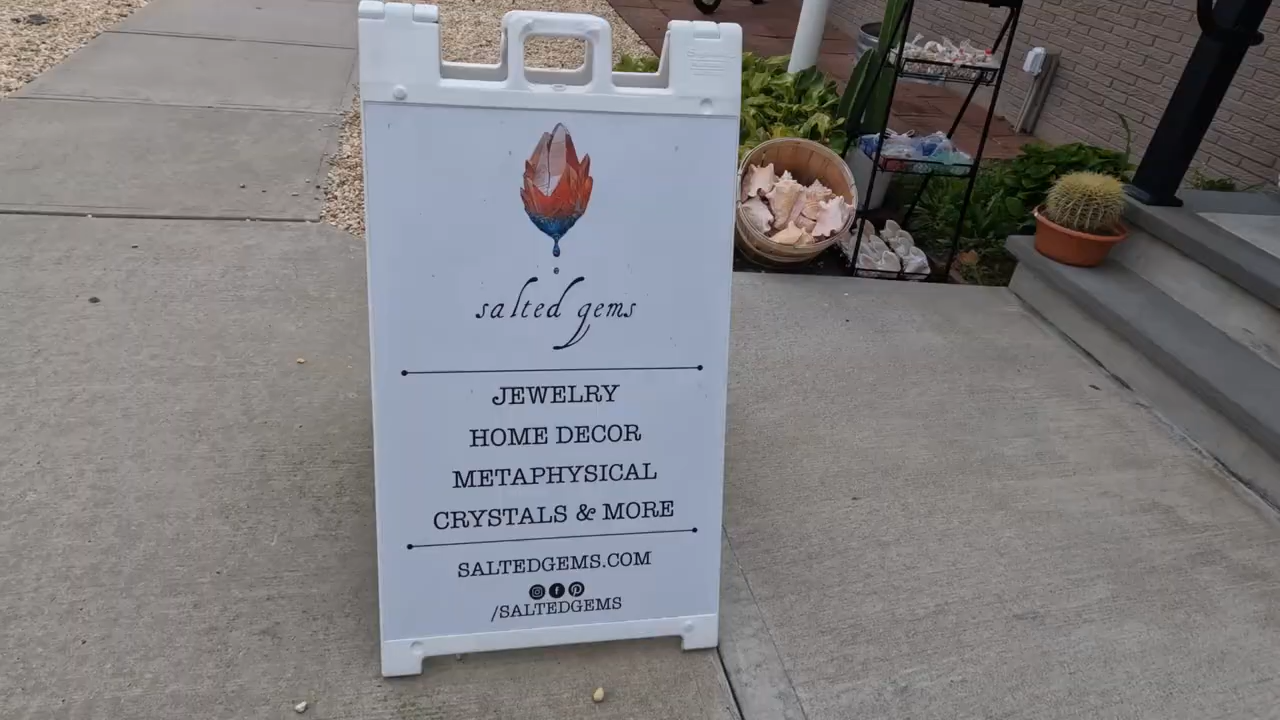 salted gems
JEWELRY
HOME DECOR
METAPHYSICAL
CRYSTALS & MORE
SALTEDGEMS.COM
/SALTEDGEMS